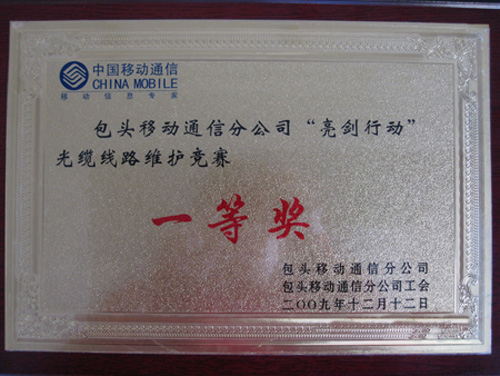 中国移动通信
CHINA MOBILE
移动信息专家
包头移动通信分公司“亮剑行动”
光缆线路维护竞赛
一等奖
包头移动通信分公司
包头移动通信分公司工会
二〇〇九年十二月十二日